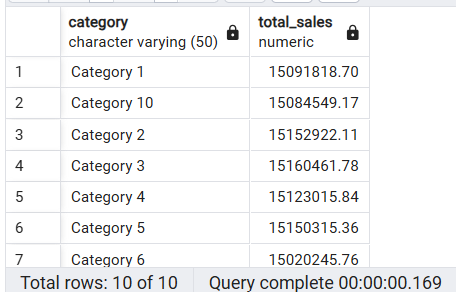 category total_sales
character varying (50) numeric
1 Category 1 15091818.70
2 Category 10 15084549.17
3 Category 2 15152922.11
4 Category 3 15160461.78
5 Category 4 15123015.84
6 Category 5 15150315.36
7 Category 6 15020245.76
Total rows: 10 of 10 Query complete 00:00:00.169